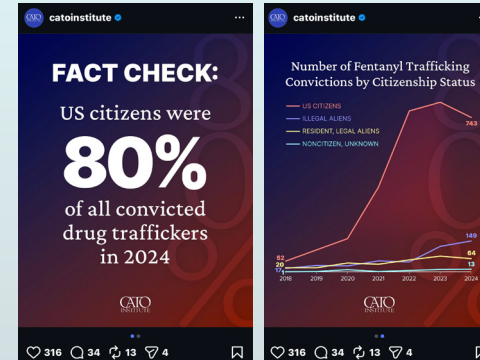 catoinstitute
FACT CHECK:
US citizens were
80%
of all convicted
drug traffickers
in 2024
CATO
INSTITUTE
316 34 13 4
catoinstitute
Number of Fentanyl Trafficking
Convictions by Citizenship Status
US CITIZENS
ILLEGAL ALIENS
RESIDENT, LEGAL ALIENS
NONCITIZEN, UNKNOWN
743
149
64
13
52
20
17
1
2018 2019 2020 2021 2022 2023 2024
CATO
INSTITUTE
316 34 13 4